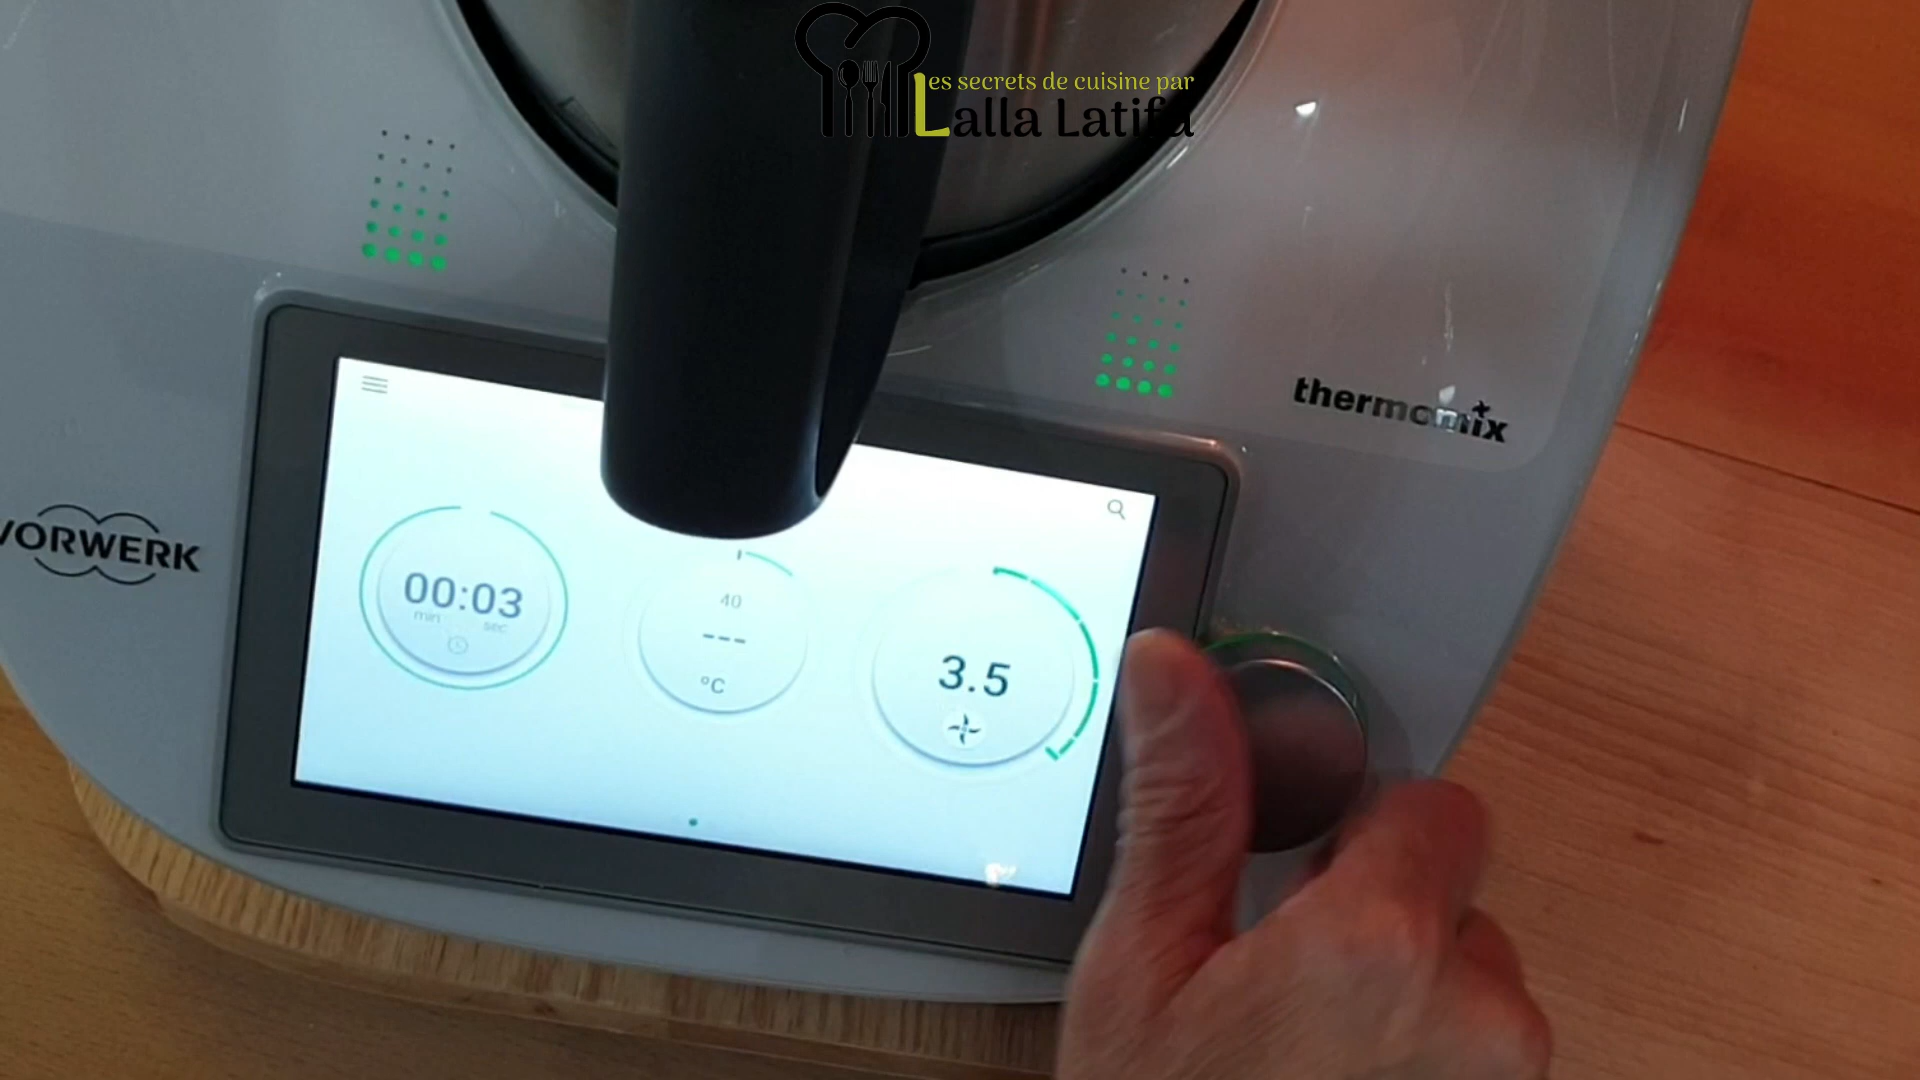 es secrets de cuisine par
Lalla Latifa
thermomix
VORWERK
00:03
min sec
40
---
°C
3.5